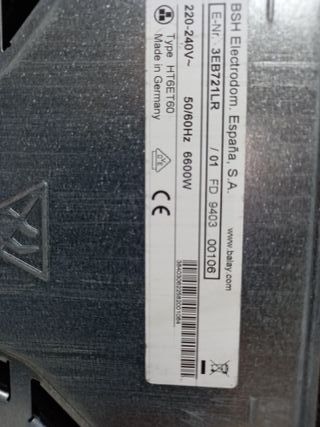 BSH Electrodom. España, S.A. www.balay.com
E-Nr. 3EB721LR / 01 FD 9403 00106
220-240V~ 50/60Hz 6600W
Type HT6ET60
Made in Germany
CE